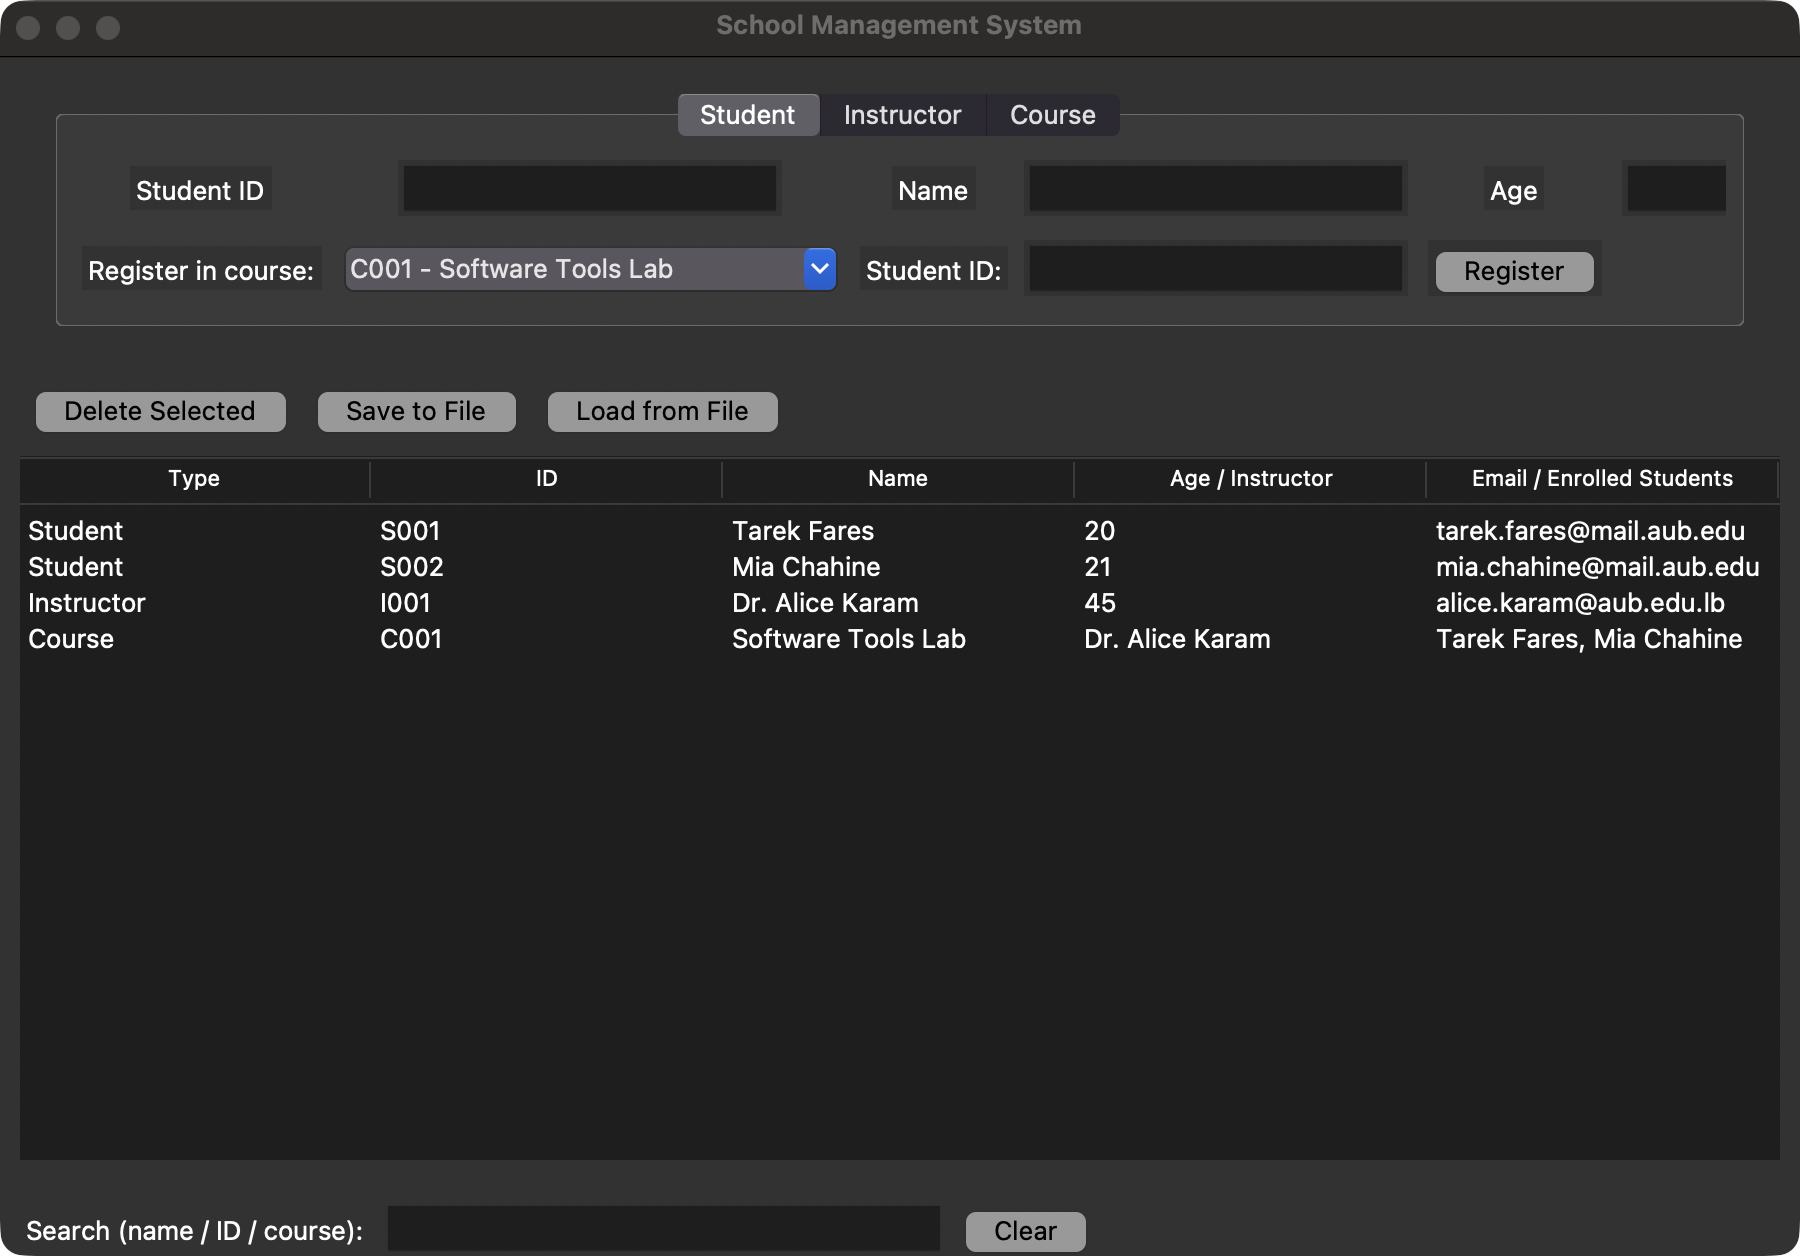 School Management System
Student Instructor Course
Student ID Name Age
Register in course: C001 - Software Tools Lab Student ID: Register
Delete Selected Save to File Load from File
Type ID Name Age / Instructor Email / Enrolled Students
Student S001 Tarek Fares 20 tarek.fares@mail.aub.edu
Student S002 Mia Chahine 21 mia.chahine@mail.aub.edu
Instructor I001 Dr. Alice Karam 45 alice.karam@aub.edu.lb
Course C001 Software Tools Lab Dr. Alice Karam Tarek Fares, Mia Chahine
Search (name / ID / course): Clear